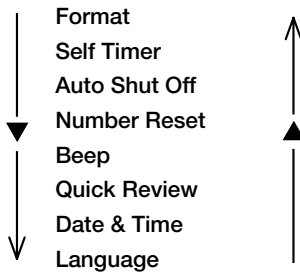 Format
Self Timer
Auto Shut Off
Number Reset
Beep
Quick Review
Date & Time
Language